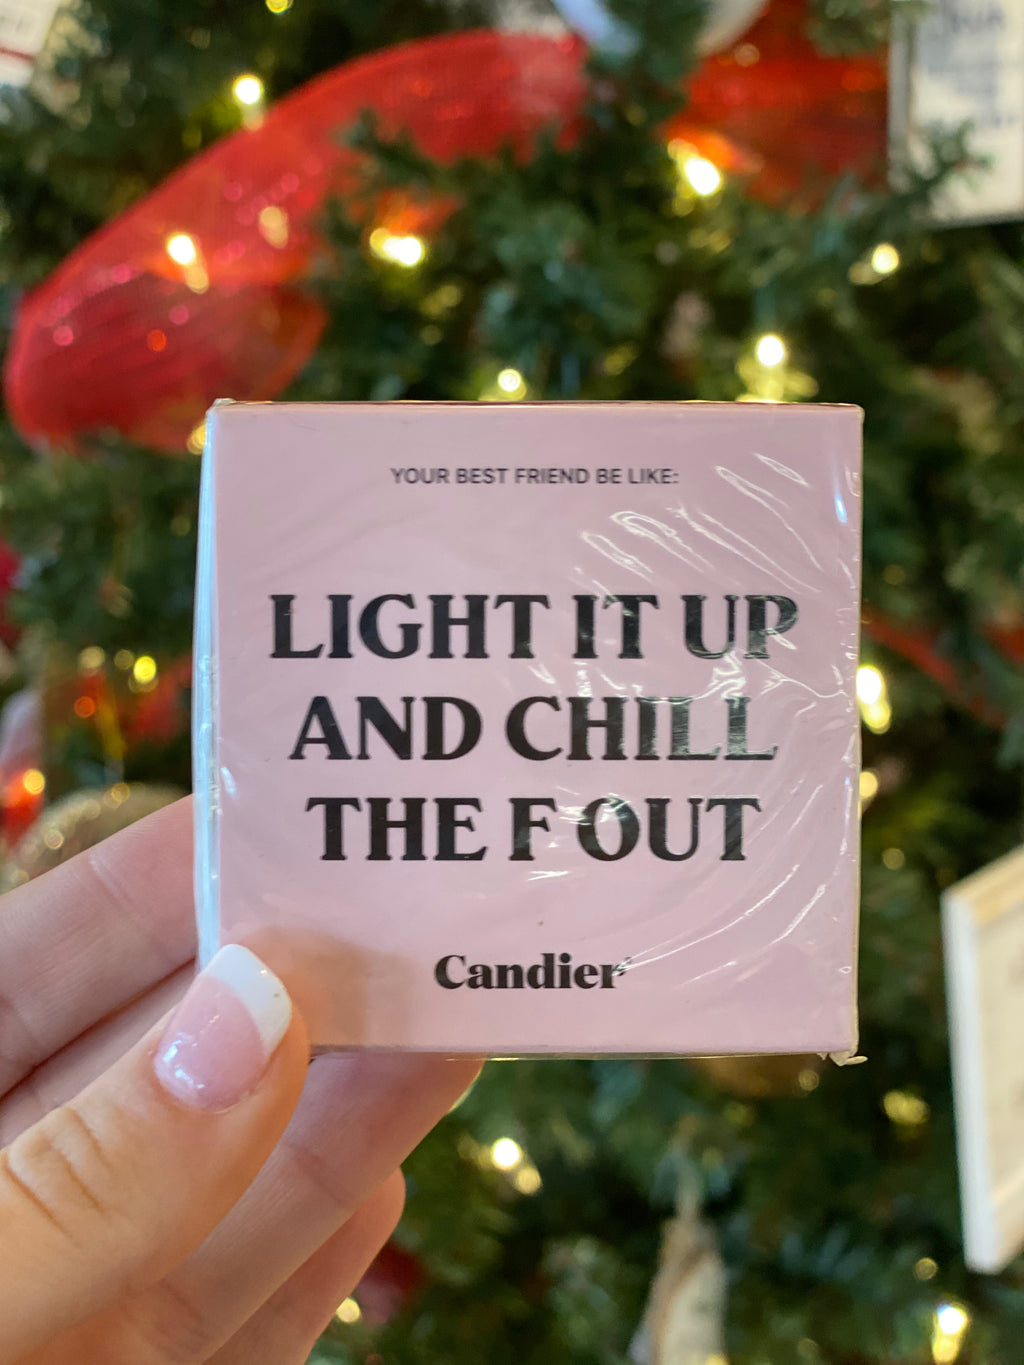 YOUR BEST FRIEND BE LIKE:
LIGHT IT UP
AND CHILL
THE F OUT
Candier